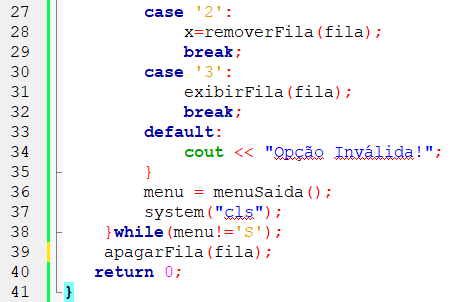 27 case '2':
28 x=removerFila(fila);
29 break;
30 case '3':
31 exibirFila(fila);
32 break;
33 default:
34 cout << "Opção Inválida!";
35 }
36 menu = menuSaida();
37 system("cls");
38 }while(menu!='S');
39 apagarFila(fila);
40 return 0;
41 }